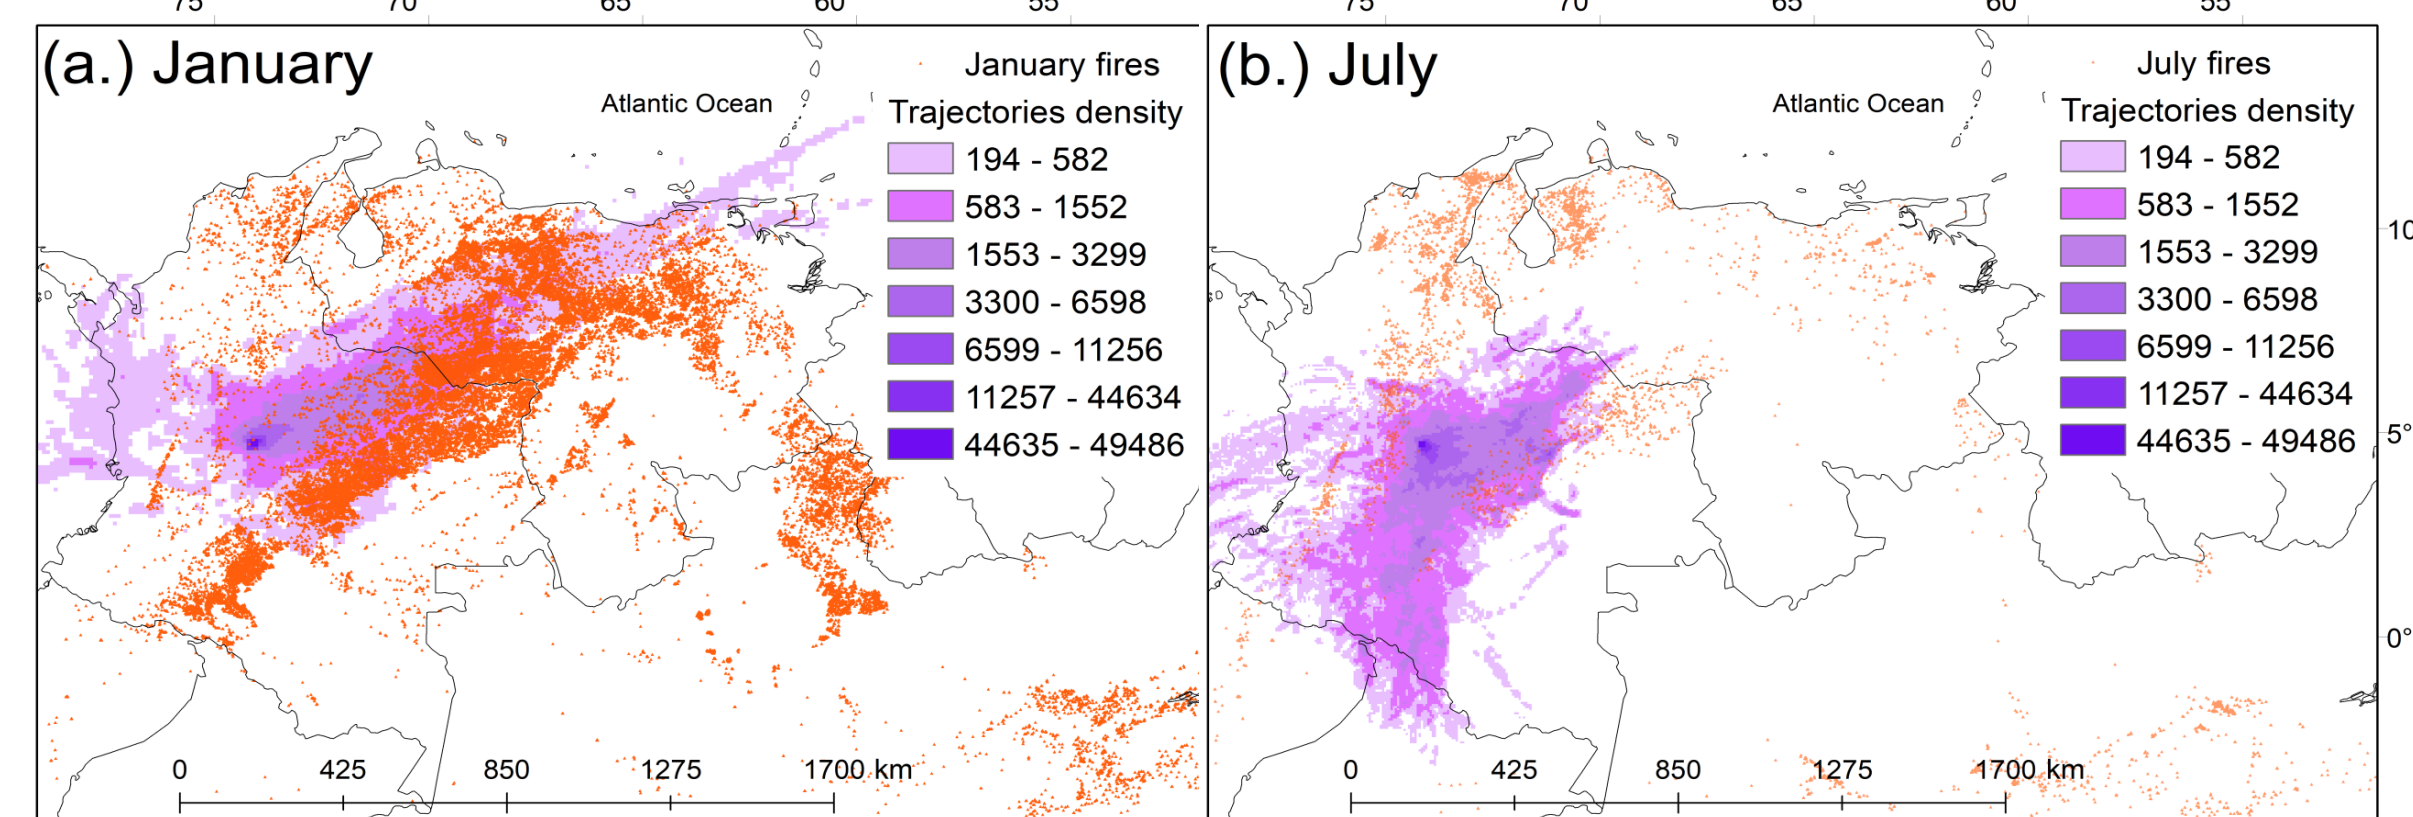 75 70 65 60 55
75 70 65 60 55
(a.) January
January fires
Atlantic Ocean
Trajectories density
194 - 582
583 - 1552
1553 - 3299
3300 - 6598
6599 - 11256
11257 - 44634
44635 - 49486
0 425 850 1275 1700 km
(b.) July
July fires
Atlantic Ocean
Trajectories density
194 - 582
583 - 1552
1553 - 3299
3300 - 6598
6599 - 11256
11257 - 44634
44635 - 49486
10
5°
0°
0 425 850 1275 1700 km